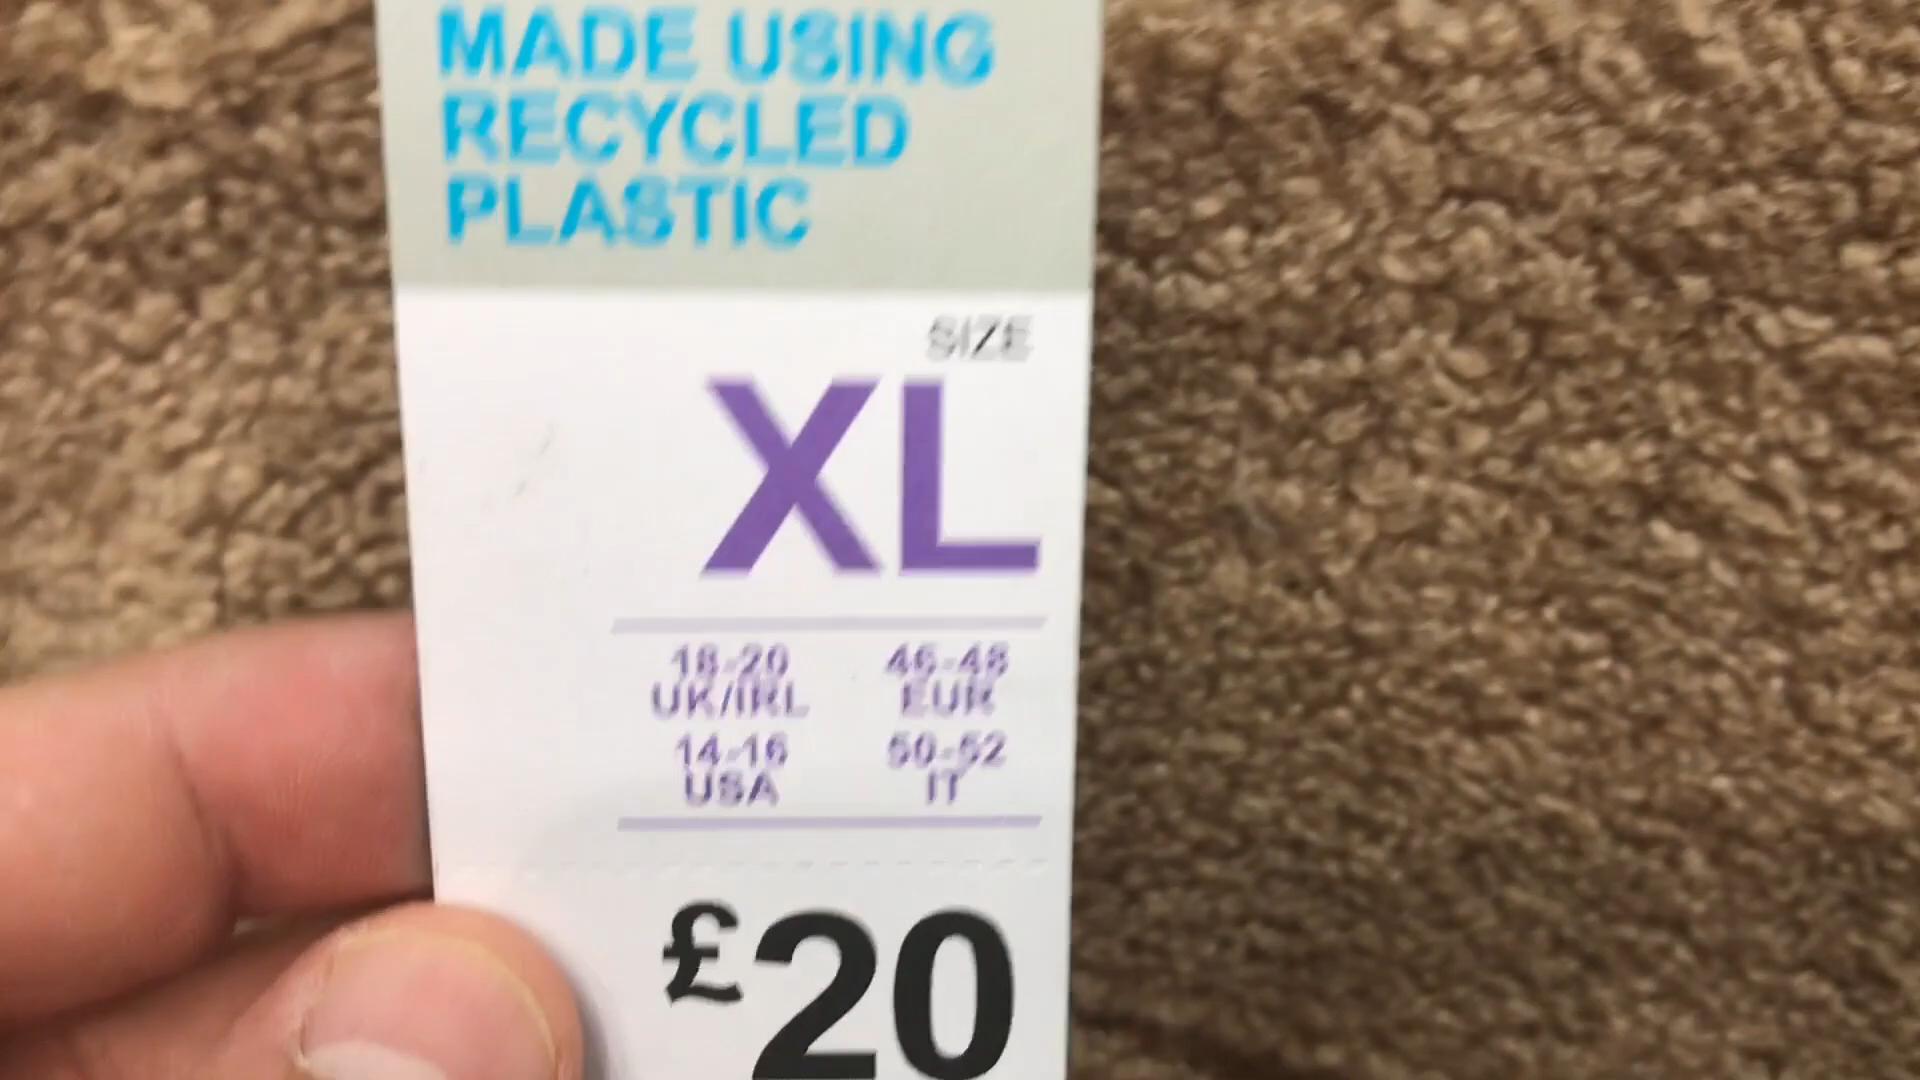 MADE USING
RECYCLED
PLASTIC
SIZE
XL
18-20 46-48
UK/IRL EUR
14-16 50-52
USA IT
£20